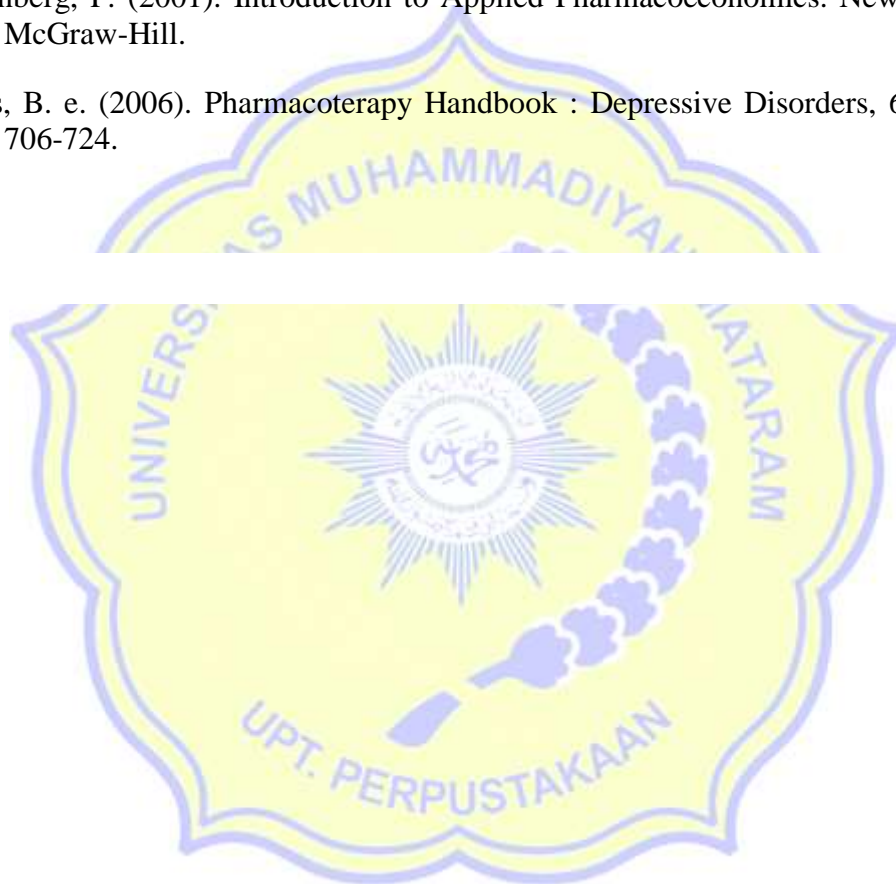 nberg, F. (2001). Introduction to Applied Pharmacoeconomics. New
McGraw-Hill.
s, B. e. (2006). Pharmacoterapy Handbook : Depressive Disorders, 6
706-724.
MUHAMMADIYAH MATARAM
UPT. PERPUSTAKAAN